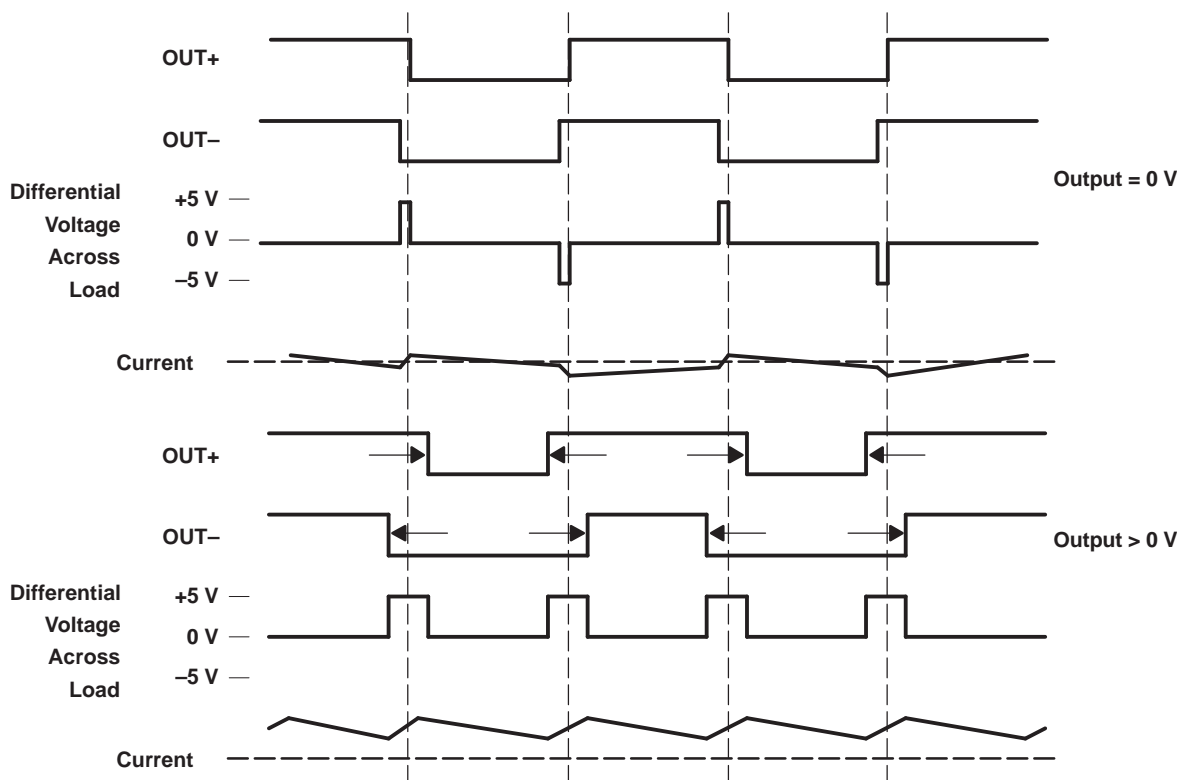 OUT+
OUT–
Output = 0 V
Differential
Voltage
Across
Load
+5 V
0 V
–5 V
Current
OUT+
OUT–
Output > 0 V
Differential
Voltage
Across
Load
+5 V
0 V
–5 V
Current